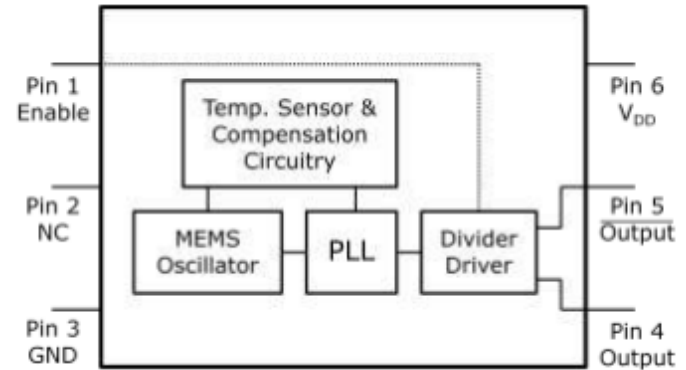 Pin 1
Enable
Temp. Sensor &
Compensation
Circuitry
Pin 6
VDD
Pin 2
NC
MEMS
Oscillator
PLL
Divider
Driver
Pin 5
Output
Pin 3
GND
Pin 4
Output